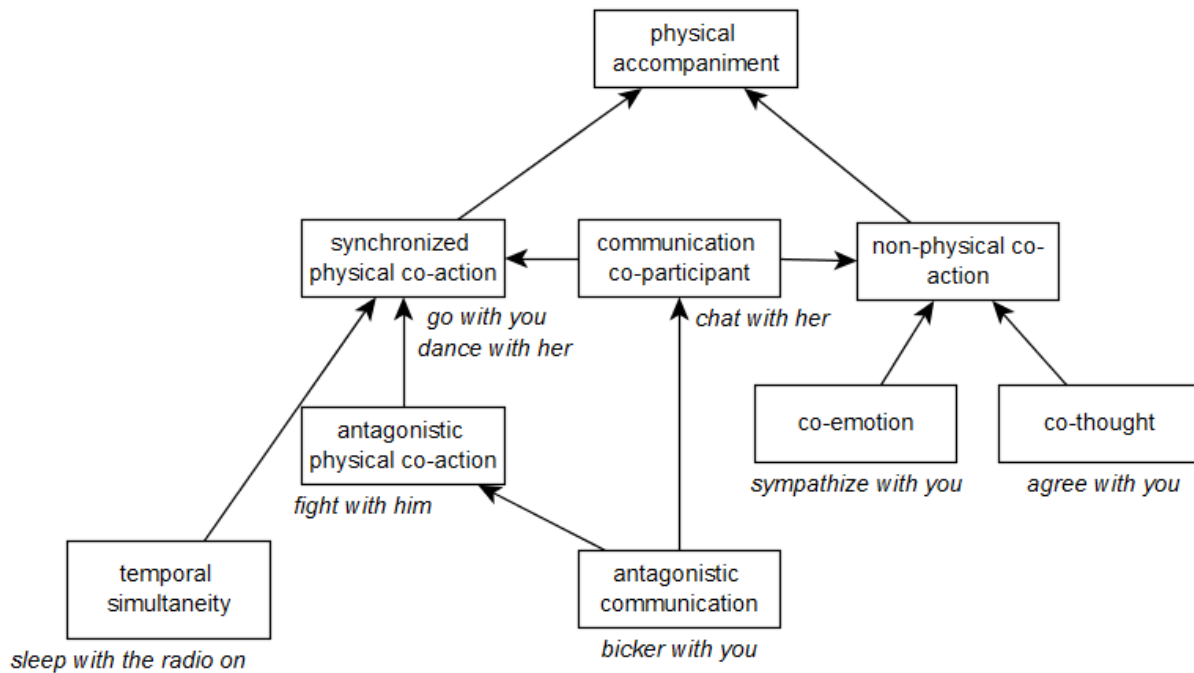 physical
accompaniment
synchronized
physical co-action
communication
co-participant
non-physical co-
action
go with you
dance with her
chat with her
antagonistic
physical co-action
fight with him
co-emotion
sympathize with you
co-thought
agree with you
temporal
simultaneity
sleep with the radio on
antagonistic
communication
bicker with you